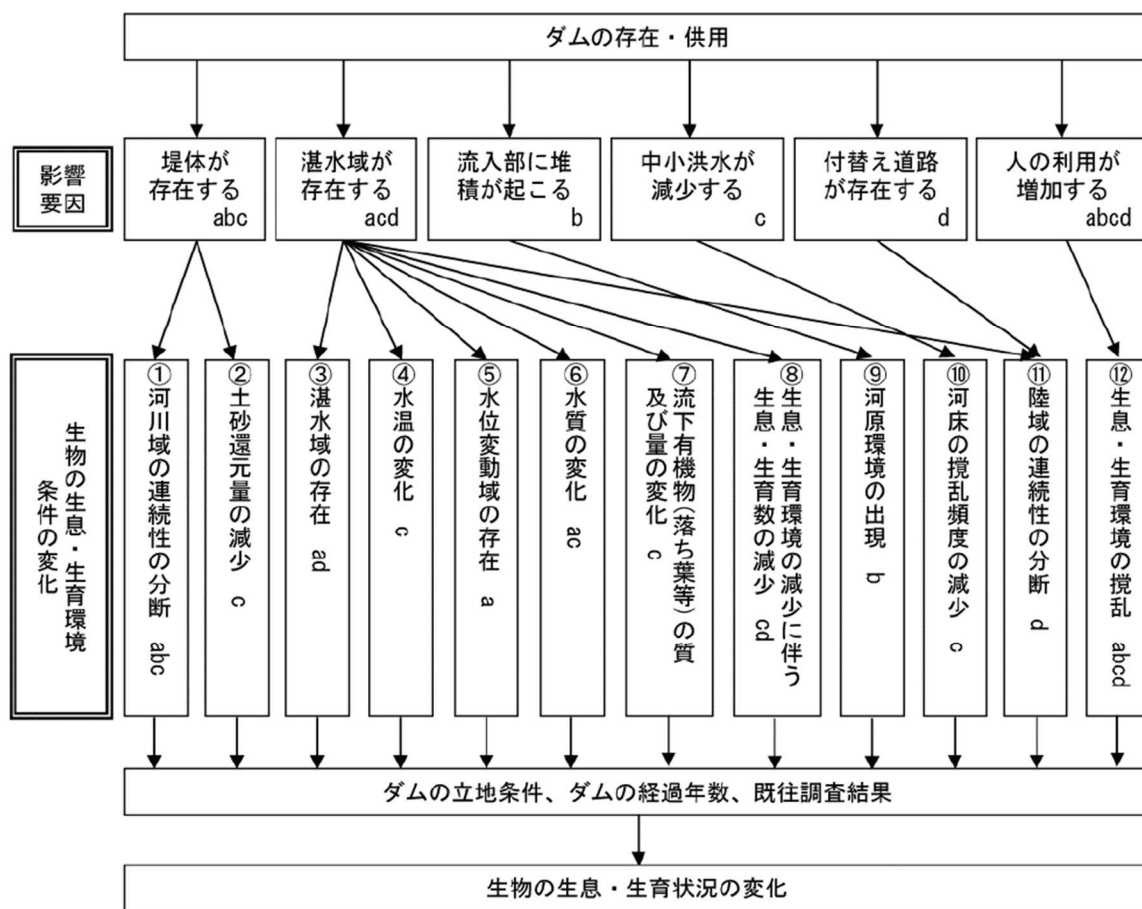 ダムの存在・供用
影響
要因
堤体が
存在する
abc
湛水域が
存在する
acd
流入部に堆
積が起こる
b
中小洪水が
減少する
c
付替え道路
が存在する
d
人の利用が
増加する
abcd
生物の生息・生育環境
条件の変化
①河川域の連続性の分断 abc
②土砂還元量の減少 c
③湛水域の存在 ad
④水温の変化 c
⑤水位変動域の存在 a
⑥水質の変化 ac
⑦流下有機物(落ち葉等)の質
及び量の変化 c
⑧生息・生育環境の減少に伴う
生息・生育数の減少 cd
⑨河原環境の出現 b
⑩河床の撹乱頻度の減少 c
⑪陸域の連続性の分断 d
⑫生息・生育環境の撹乱 abcd
ダムの立地条件、ダムの経過年数、既往調査結果
生物の生息・生育状況の変化